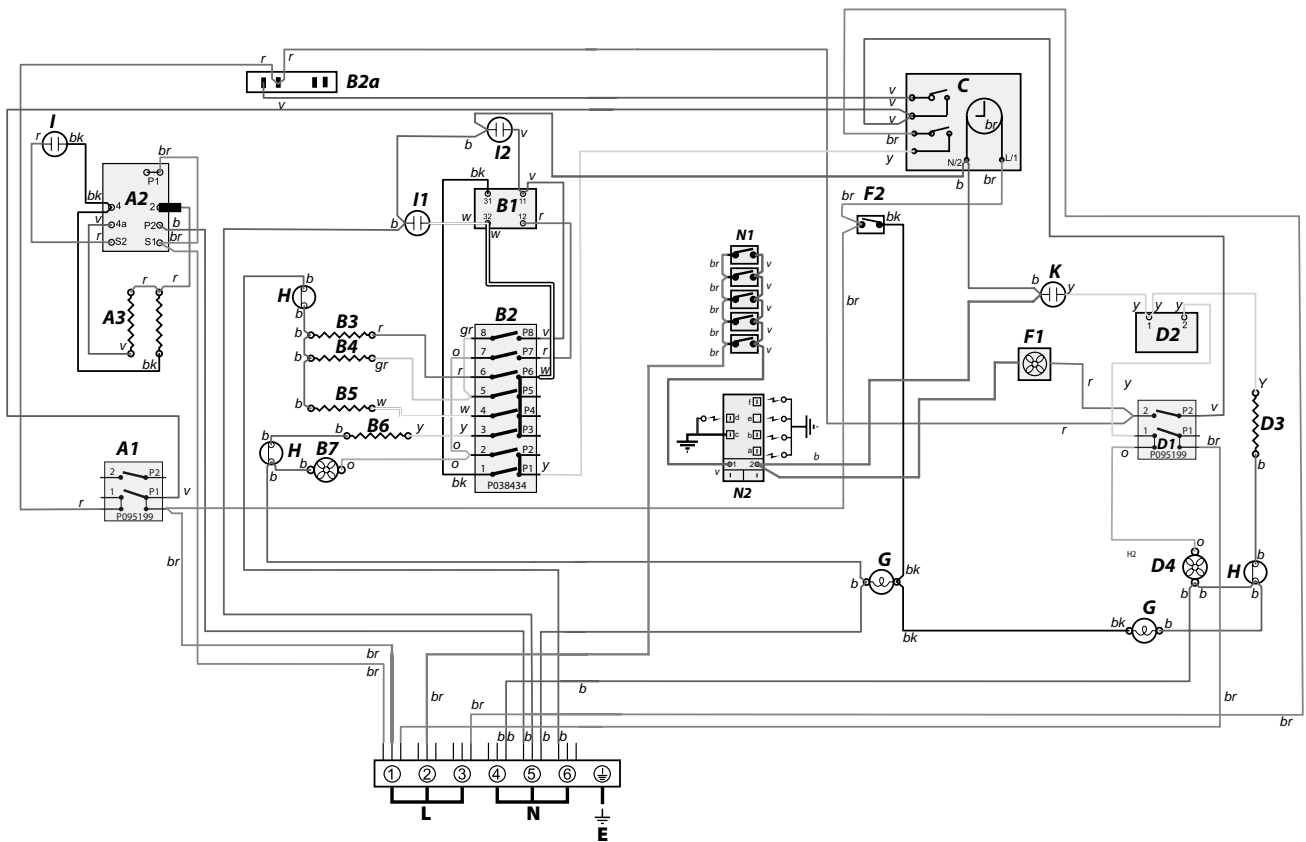 r
r
B2a
v
C
v
v
v
br
y
br
N/2
L/1
b
br
I
r
bk
br
P1
A2
bk
4
2
v
4a
P2
b
r
S2
S1
br
r
r
A3
v
bk
I2
b
v
bk
v
31
B1
11
I1
b
w
32
12
r
w
H
b
b
b
B3
r
b
B4
gr
b
B5
w
B6
b
b
y
H
B7
b
b
o
B2
gr
8
P8
v
o
7
P7
r
r
6
P6
w
5
P5
w
4
P4
y
3
P3
o
2
P2
o
1
P1
y
bk
P038434
N1
br
v
br
v
br
v
br
v
br
v
f
d
e
c
b
a
v
1
2
b
N2
br
F2
bk
br
b
K
y
F1
r
y
r
y
y
y
1
2
D2
Y
D3
b
2
P2
v
1
P1
br
D1
o
P095199
A1
2
P2
1
P1
v
r
P095199
br
H2
o
D4
b
b
b
H
b
G
b
bk
bk
G
bk
b
br
br
br
b
br
br
br
b
b
b
b
b
1
2
3
4
5
6
L
N
E